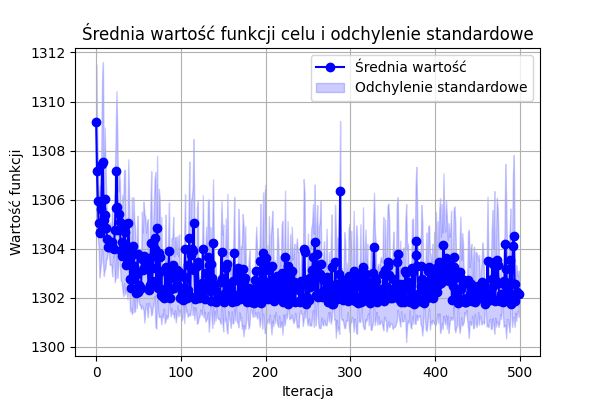 Średnia wartość funkcji celu i odchylenie standardowe
1312
1310
1308
1306
1304
1302
1300
Wartość funkcji
Średnia wartość
Odchylenie standardowe
0 100 200 300 400 500
Iteracja